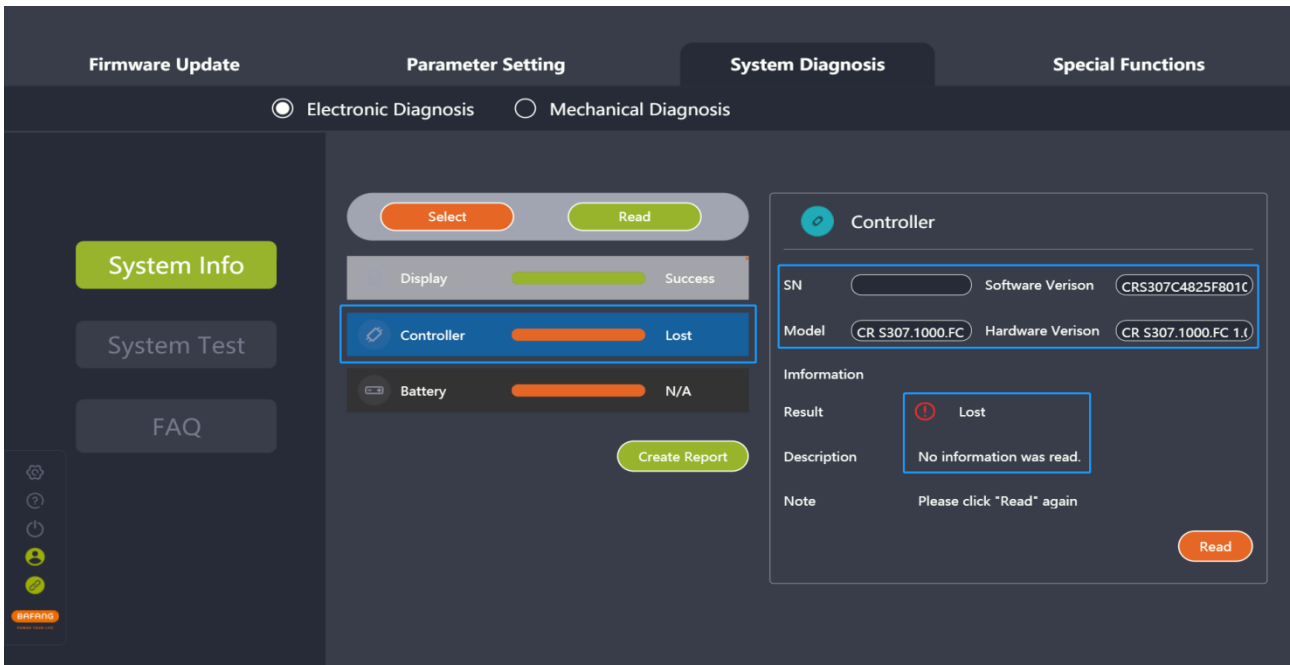 Firmware Update
Parameter Setting
System Diagnosis
Special Functions
Electronic Diagnosis
Mechanical Diagnosis
System Info
System Test
FAQ
Select
Read
Display Success
Controller Lost
Battery N/A
Create Report
Controller
SN Software Verison CRS307C4825F8010
Model CR S307.1000.FC Hardware Verison CR S307.1000.FC 1.0
Imformation
Result Lost
Description No information was read.
Note Please click "Read" again
Read
BAFANG